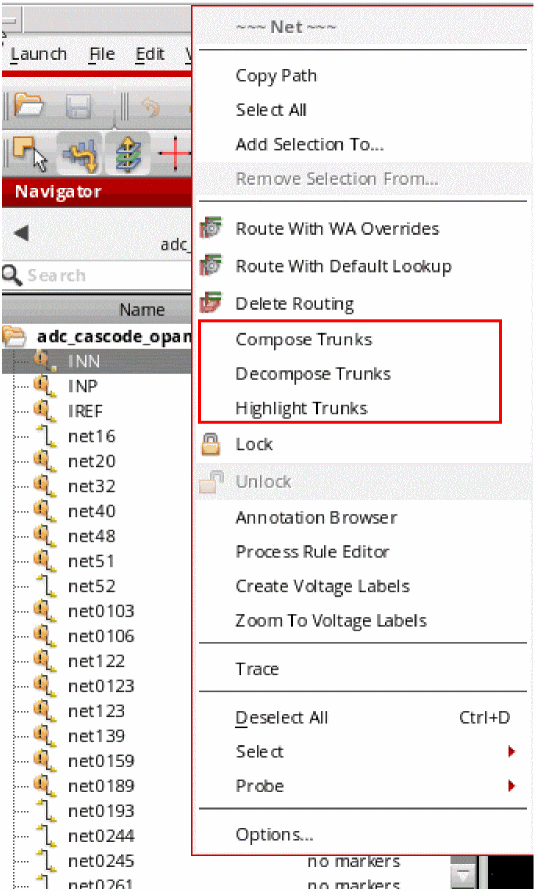 ~~~ Net ~~~
Launch File Edit
Copy Path
Select All
Add Selection To...
Remove Selection From...
Navigator
Route With WA Overrides
adc_
Route With Default Lookup
Search
Delete Routing
Name
adc_cascode_opan
Compose Trunks
INN
Decompose Trunks
INP
IREF
Highlight Trunks
net16
Lock
net20
net32
Unlock
net40
Annotation Browser
net48
Process Rule Editor
net51
net52
Create Voltage Labels
net0103
Zoom To Voltage Labels
net0106
net122
Trace
net0123
net123
Deselect All Ctrl+D
net139
Select
net0159
Probe
net0189
net0193
net0244
Options...
net0245 no markers
net0261 no markers